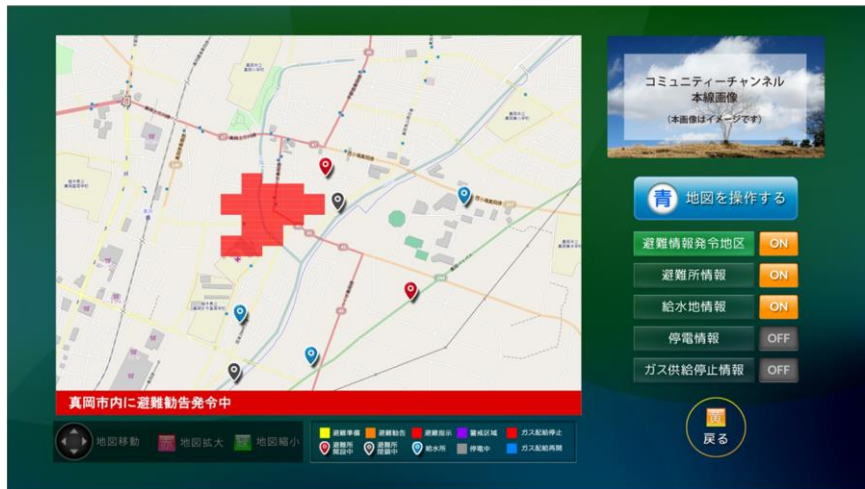 コミュニティーチャンネル
本線画像
(本画像はイメージです)
青 地図を操作する
避難情報発令地区 ON
避難所情報 ON
給水地情報 ON
停電情報 OFF
ガス供給停止情報 OFF
黄
戻る
真岡市内に避難勧告発令中
地図移動 赤 地図拡大 緑 地図縮小
避難準備 避難勧告 避難指示 警戒区域 ガス配給停止
避難所開設中 避難所閉鎖中 給水所 停電中 ガス配給再開